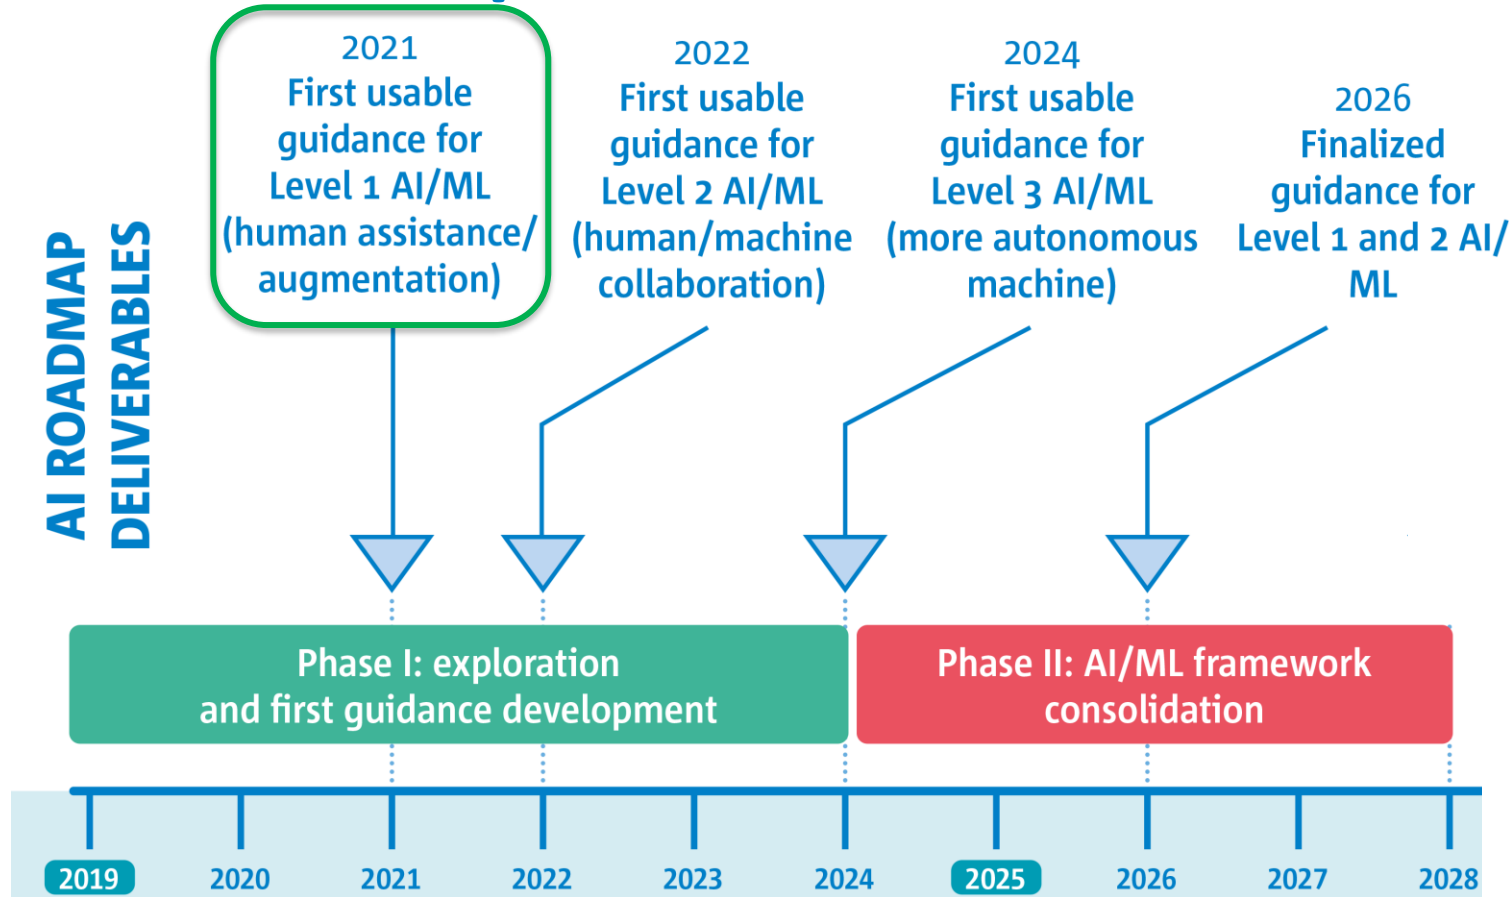 2021
First usable
guidance for
Level 1 AI/ML
(human assistance/
augmentation)
2022
First usable
guidance for
Level 2 AI/ML
(human/machine
collaboration)
2024
First usable
guidance for
Level 3 AI/ML
(more autonomous
machine)
2026
Finalized
guidance for
Level 1 and 2 AI/
ML
AI ROADMAP
DELIVERABLES
Phase I: exploration
and first guidance development
Phase II: AI/ML framework
consolidation
2019
2020
2021
2022
2023
2024
2025
2026
2027
2028